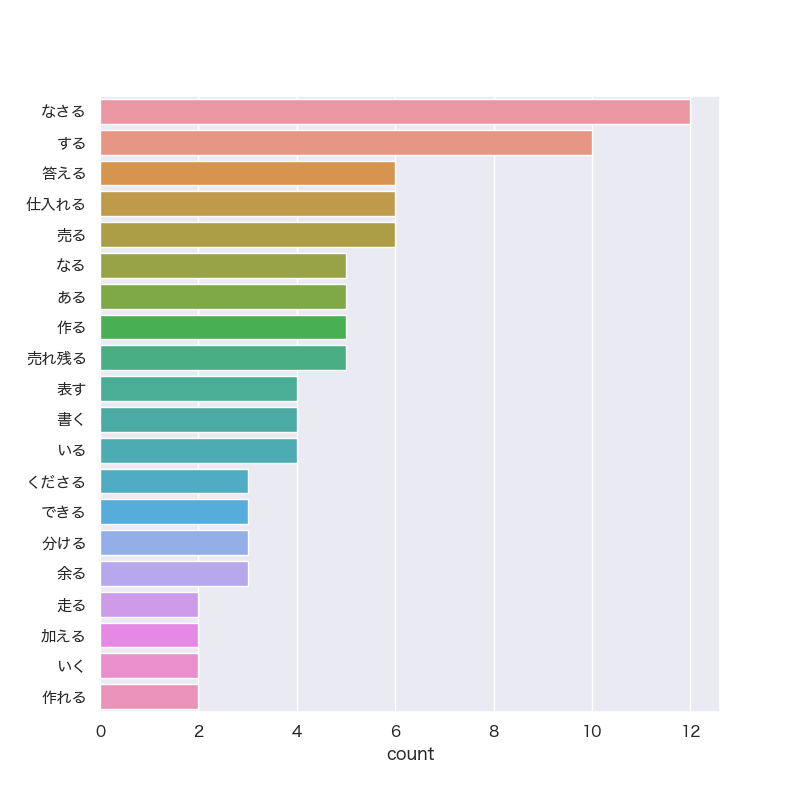 なさる
する
答える
仕入れる
売る
なる
ある
作る
売れ残る
表す
書く
いる
くださる
できる
分ける
余る
走る
加える
いく
作れる
0 2 4 6 8 10 12
count